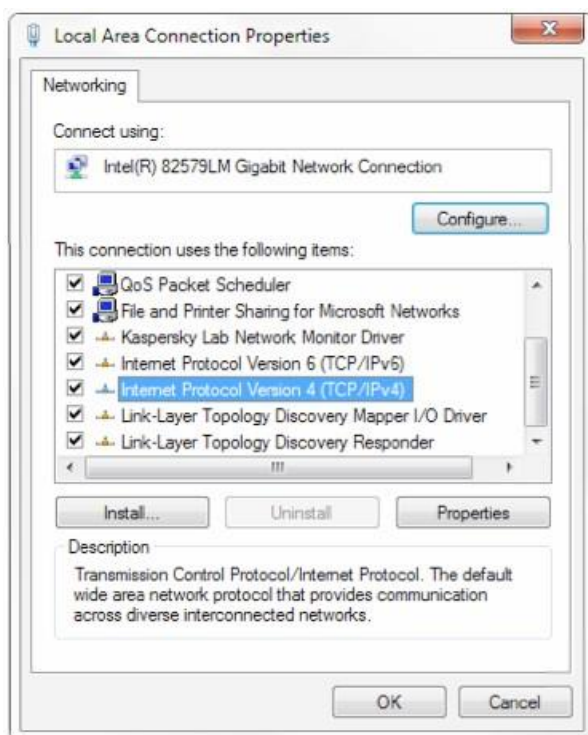 Local Area Connection Properties
Networking
Connect using:
Intel(R) 82579LM Gigabit Network Connection
Configure...
This connection uses the following items:
QoS Packet Scheduler
File and Printer Sharing for Microsoft Networks
Kaspersky Lab Network Monitor Driver
Internet Protocol Version 6 (TCP/IPv6)
Internet Protocol Version 4 (TCP/IPv4)
Link-Layer Topology Discovery Mapper I/O Driver
Link-Layer Topology Discovery Responder
Install...
Uninstall
Properties
Description
Transmission Control Protocol/Internet Protocol. The default
wide area network protocol that provides communication
across diverse interconnected networks.
OK
Cancel